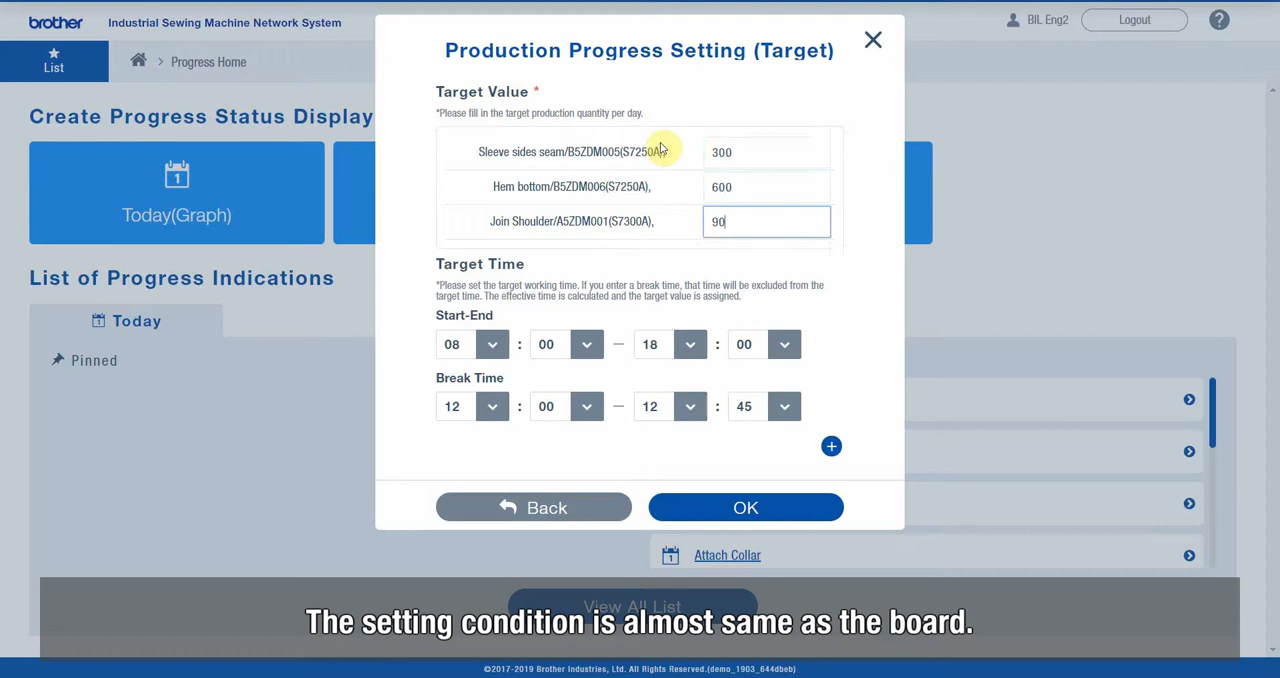 brother Industrial Sewing Machine Network System
BIL Eng2
Logout
?
List
> Progress Home
Create Progress Status Display
Today(Graph)
List of Progress Indications
Today
Pinned
Production Progress Setting (Target)
Target Value *
*Please fill in the target production quantity per day.
Sleeve sides seam/B5ZDM005(S7250A), 300
Hem bottom/B5ZDM006(S7250A), 600
Join Shoulder/A5ZDM001(S7300A), 90
Target Time
*Please set the target working time. If you enter a break time, that time will be excluded from the
target time. The effective time is calculated and the target value is assigned.
Start-End
08 : 00 — 18 : 00
Break Time
12 : 00 — 12 : 45
Back
OK
1 Attach Collar
View All List
The setting condition is almost same as the board.
©2017-2019 Brother Industries, Ltd. All Rights Reserved.(demo_1903_644dbeb)